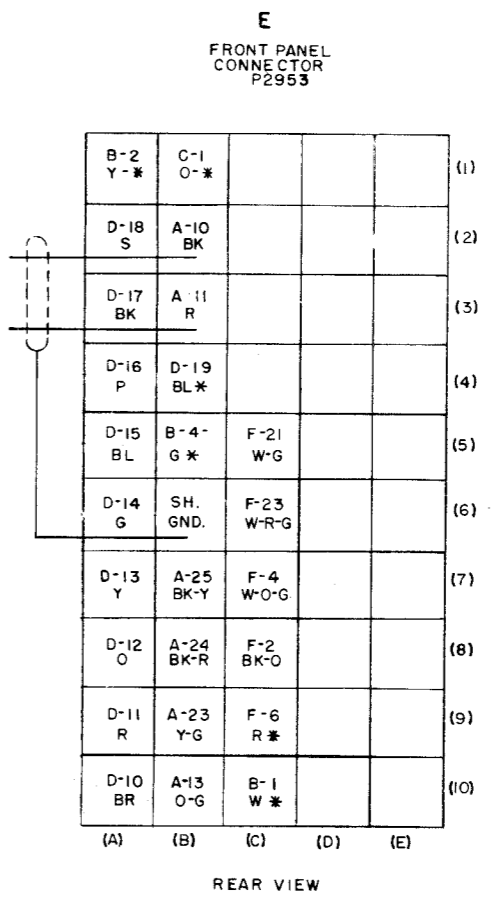 E
FRONT PANEL
CONNECTOR
P2953
B-2 C-1
Y-* O-* (1)
D-18 A-10
S BK (2)
D-17 A-11
BK R (3)
D-16 D-19
P BL* (4)
D-15 B-4- F-21
BL G* W-G (5)
D-14 SH. F-23
G GND. W-R-G (6)
D-13 A-25 F-4
Y BK-Y W-O-G (7)
D-12 A-24 F-2
O BK-R BK-O (8)
D-11 A-23 F-6
R Y-G R* (9)
D-10 A-13 B-1
BR O-G W* (10)
(A) (B) (C) (D) (E)
REAR VIEW